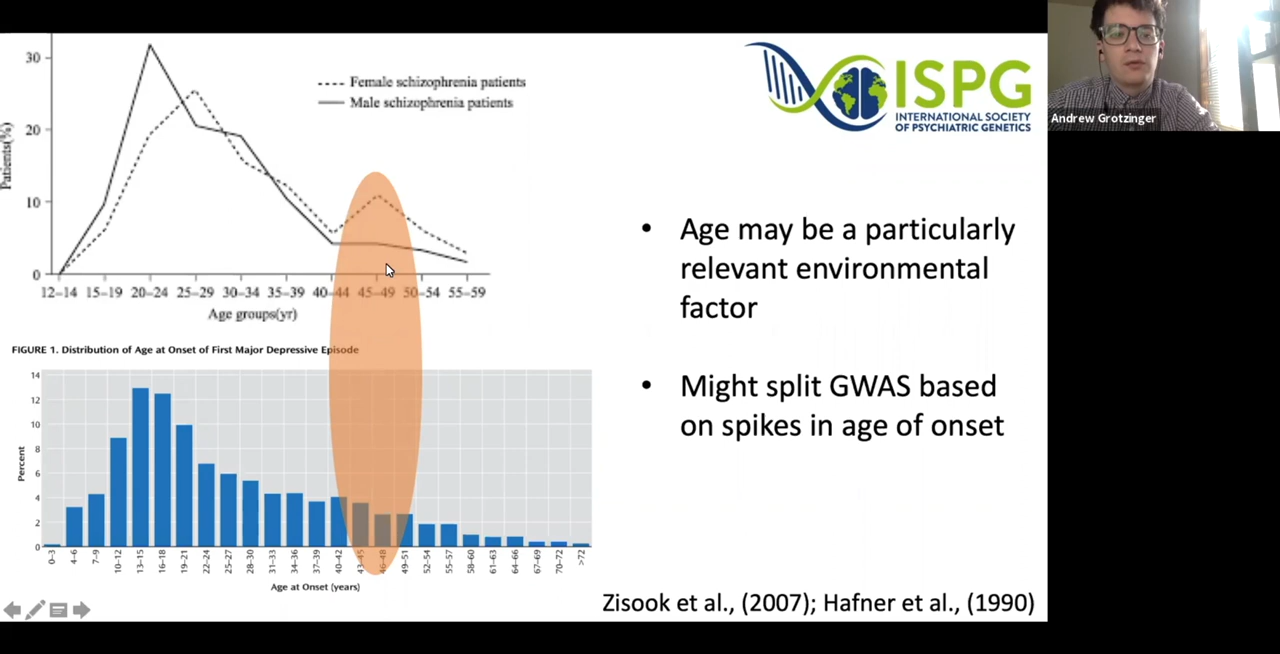 30
20
10
0
Patients(%)
Female schizophrenia patients
Male schizophrenia patients
12–14 15–19 20–24 25–29 30–34 35–39 40–44 45–49 50–54 55–59
Age groups(yr)
FIGURE 1. Distribution of Age at Onset of First Major Depressive Episode
14
12
10
8
6
4
2
0
Percent
0–3 4–6 7–9 10–12 13–15 16–18 19–21 22–24 25–27 28–30 31–33 34–36 37–39 40–42 43–45 46–48 49–51 52–54 55–57 58–60 61–63 64–66 67–69 70–72 >72
Age at Onset (years)
ISPG
INTERNATIONAL SOCIETY
OF PSYCHIATRIC GENETICS
• Age may be a particularly
relevant environmental
factor
• Might split GWAS based
on spikes in age of onset
Zisook et al., (2007); Hafner et al., (1990)
Andrew Grotzinger